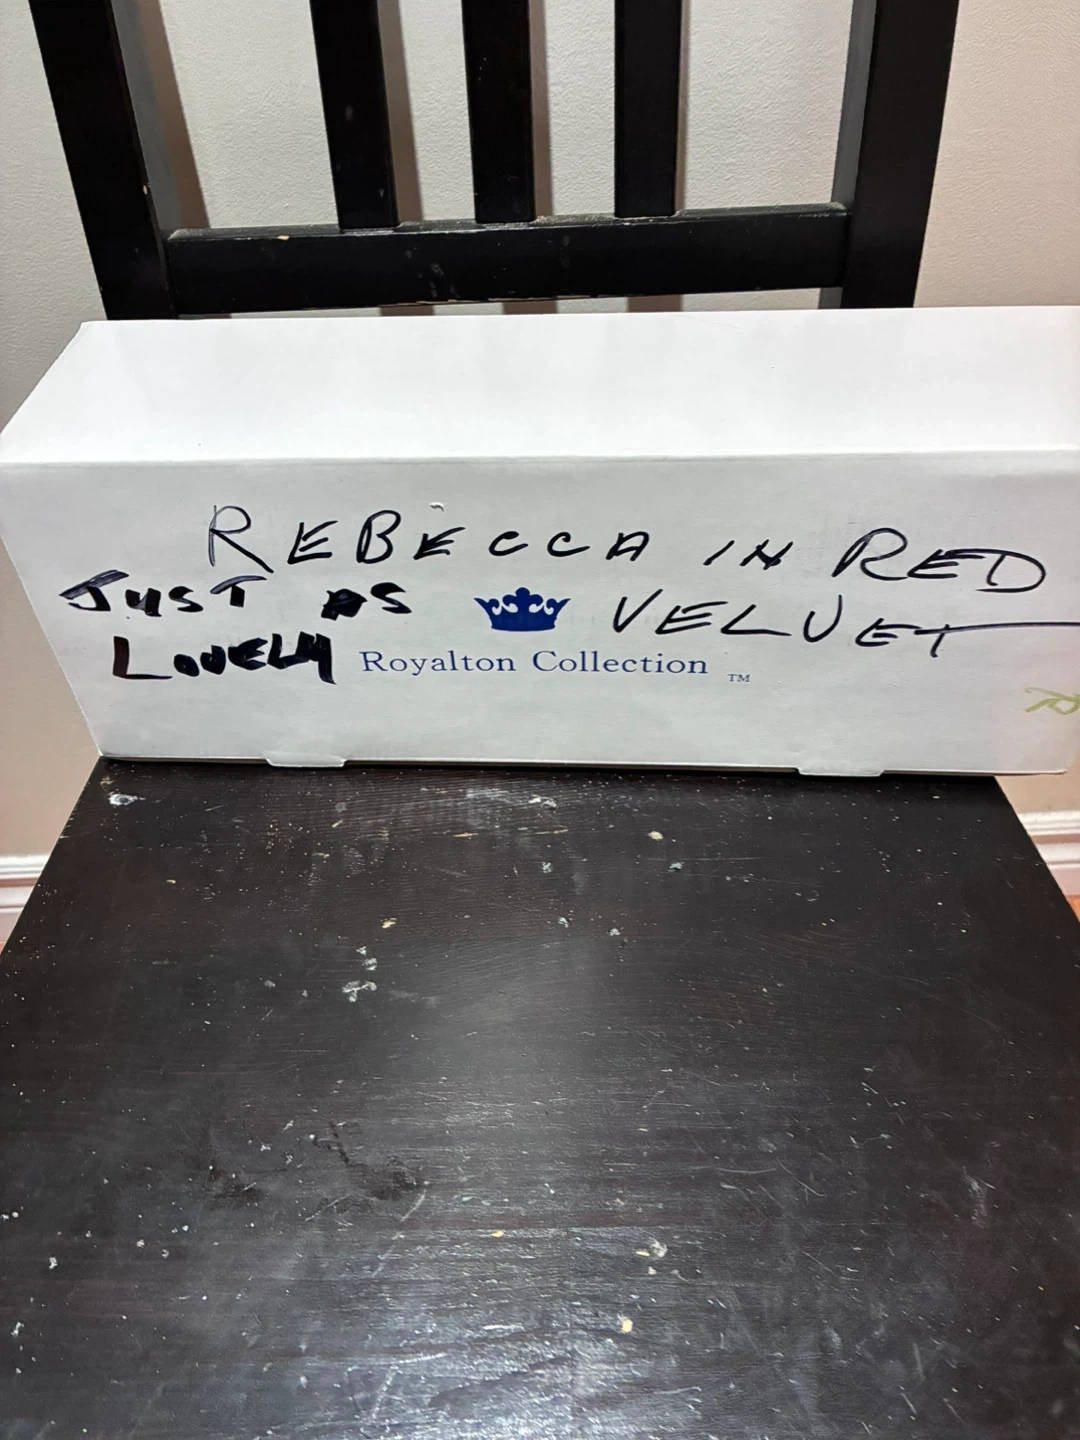 REBECCA IN RED
VELVET
JUST AS
LOVELY
Royalton Collection ™